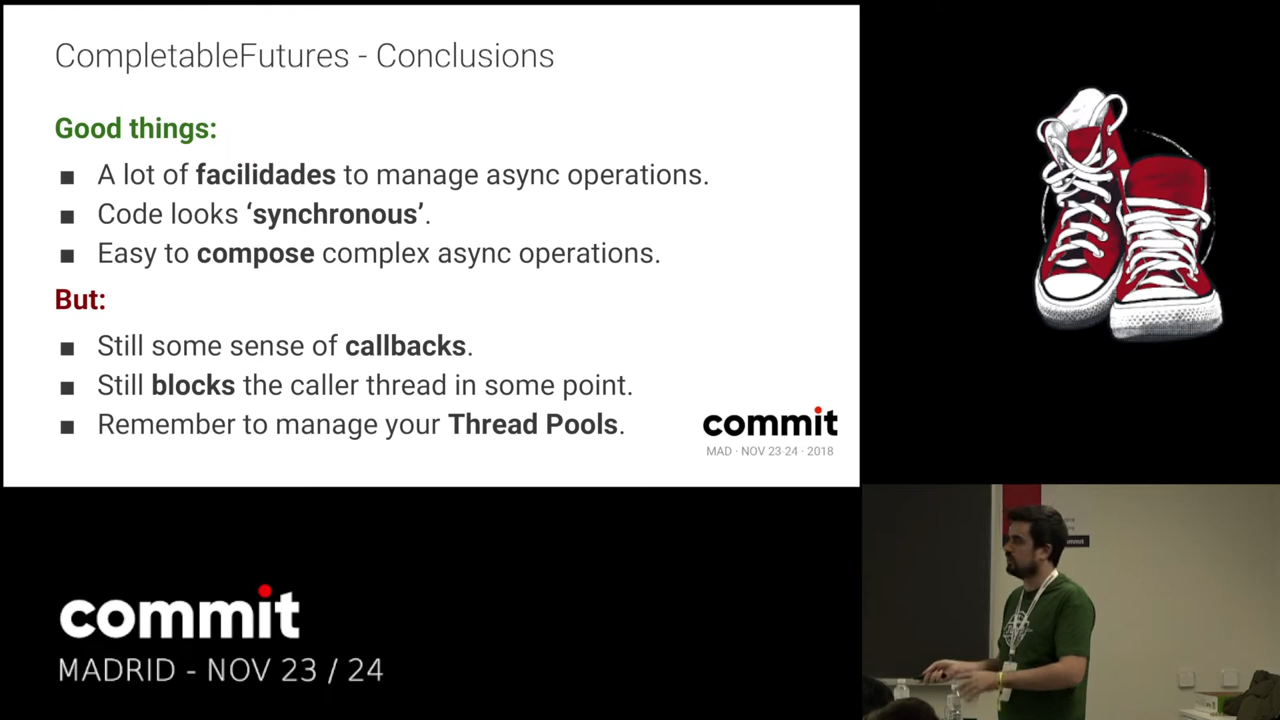 CompletableFutures - Conclusions
Good things:
■ A lot of facilidades to manage async operations.
■ Code looks ‘synchronous’.
■ Easy to compose complex async operations.
But:
■ Still some sense of callbacks.
■ Still blocks the caller thread in some point.
■ Remember to manage your Thread Pools.
commit
MAD · NOV 23-24 · 2018
commit
MADRID - NOV 23 / 24